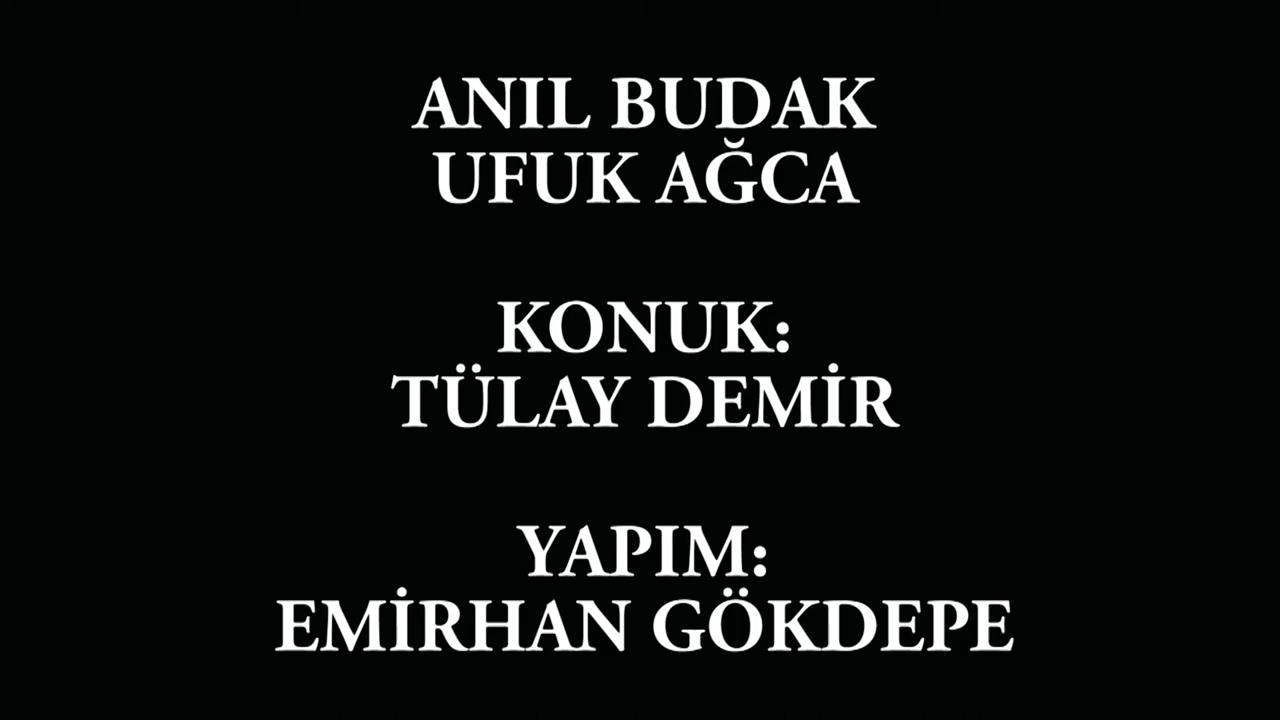 ANIL BUDAK
UFUK AĞCA
KONUK:
TÜLAY DEMİR
YAPIM:
EMİRHAN GÖKDEPE